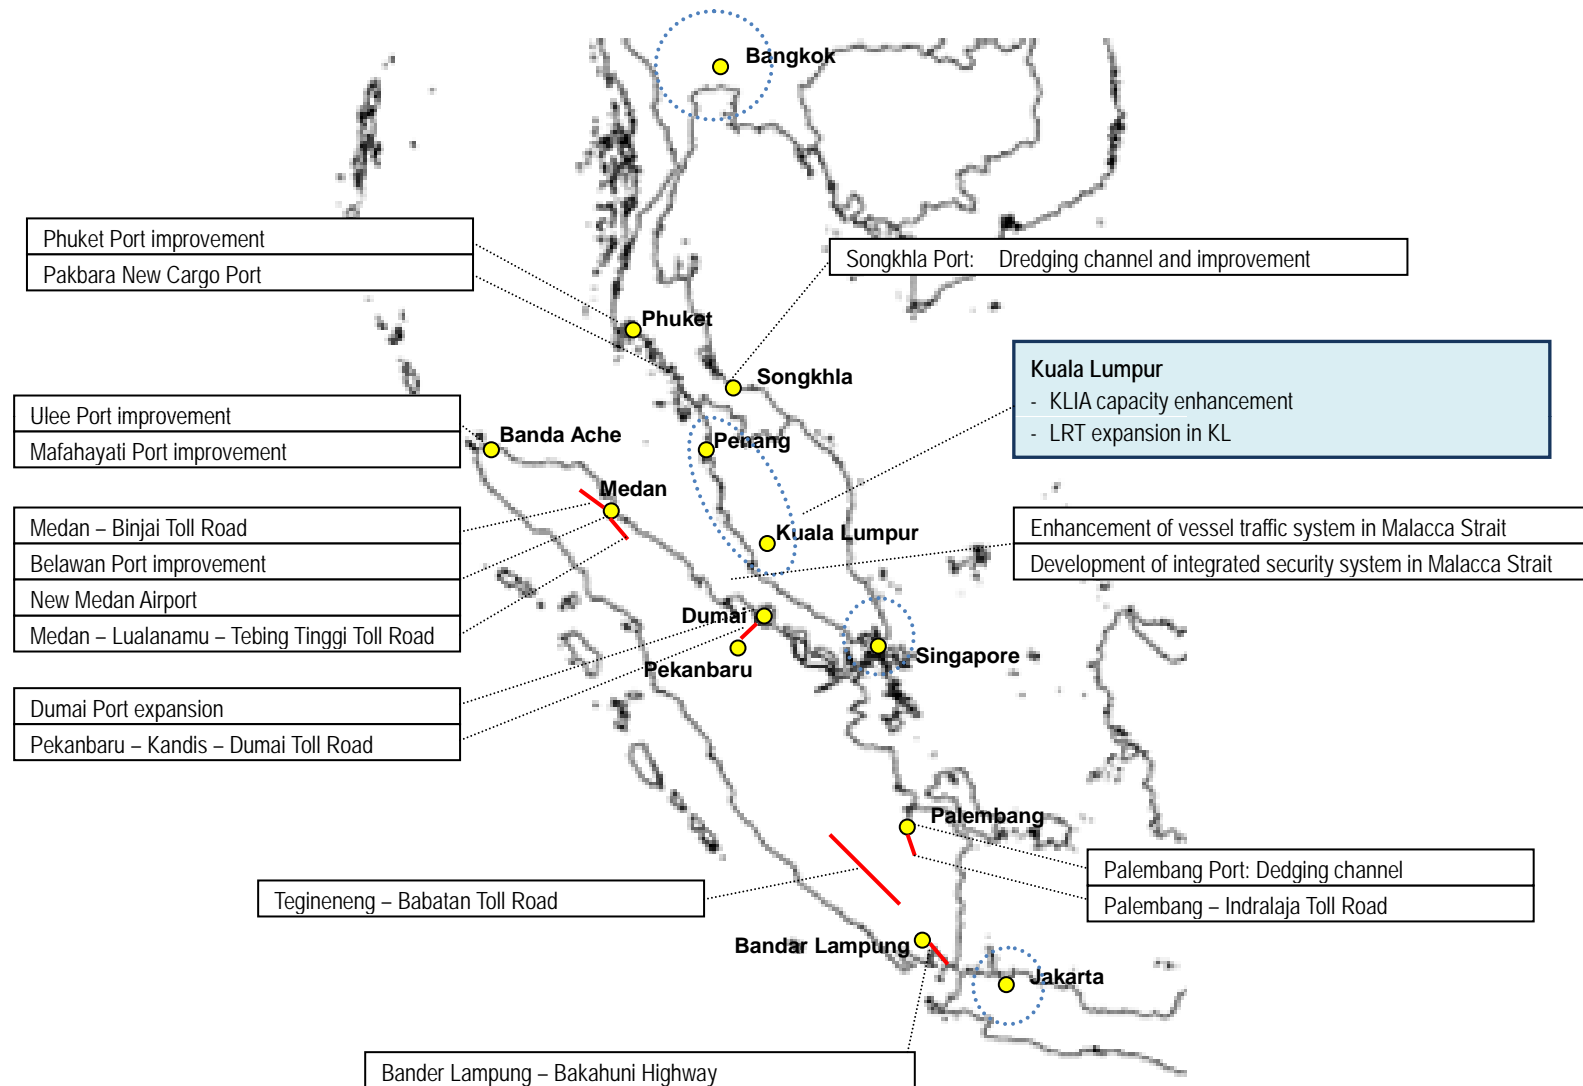 Bangkok
Phuket Port improvement
Pakbara New Cargo Port
Songkhla Port: Dredging channel and improvement
Phuket
Songkhla
Kuala Lumpur
- KLIA capacity enhancement
- LRT expansion in KL
Ulee Port improvement
Mafahayati Port improvement
Banda Ache
Penang
Medan
Medan – Binjai Toll Road
Belawan Port improvement
New Medan Airport
Medan – Lualanamu – Tebing Tinggi Toll Road
Kuala Lumpur
Enhancement of vessel traffic system in Malacca Strait
Development of integrated security system in Malacca Strait
Dumai
Pekanbaru
Singapore
Dumai Port expansion
Pekanbaru – Kandis – Dumai Toll Road
Palembang
Palembang Port: Dedging channel
Palembang – Indralaja Toll Road
Tegineneng – Babatan Toll Road
Bandar Lampung
Jakarta
Bander Lampung – Bakahuni Highway